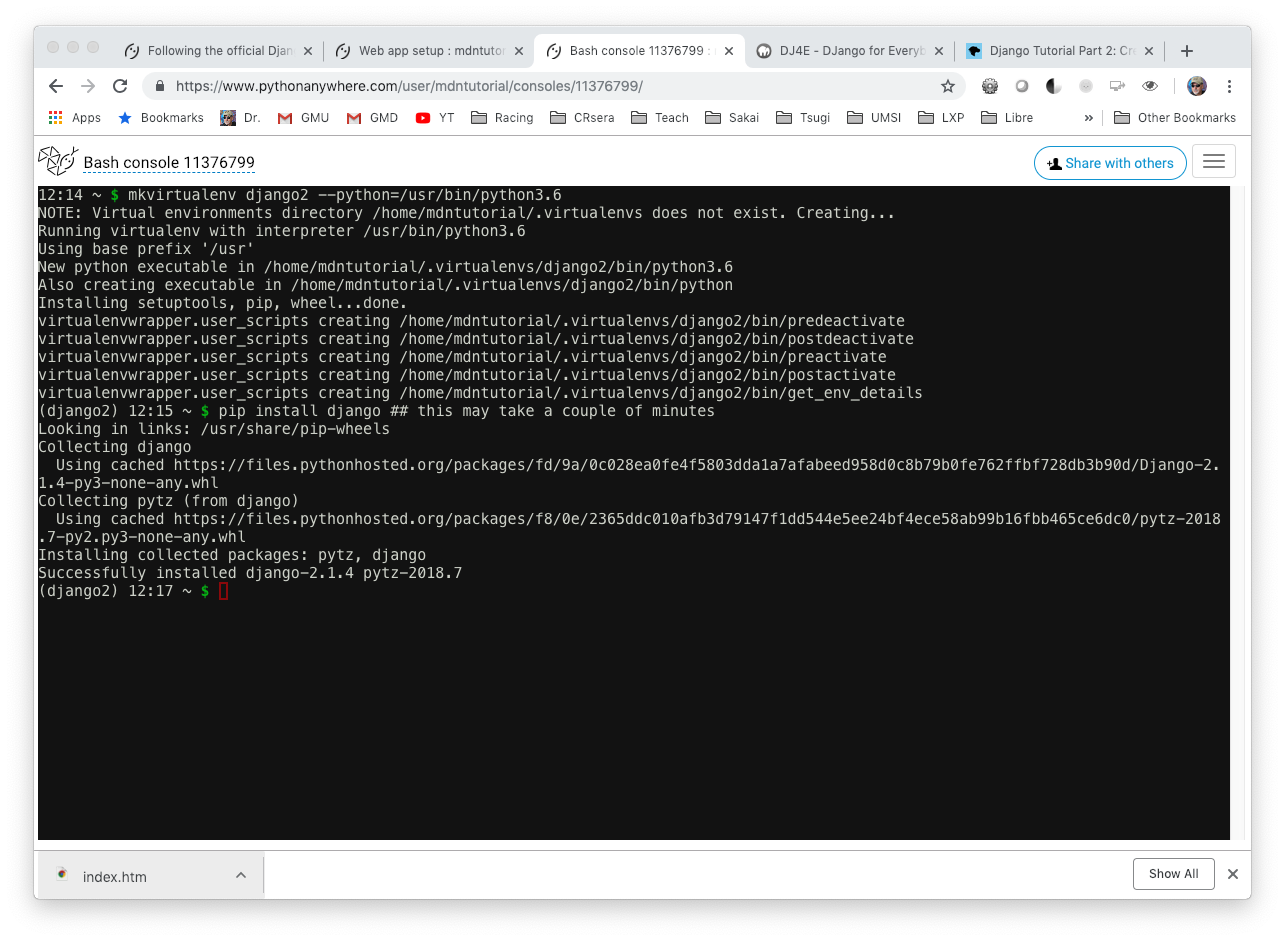 Following the official Djan
Web app setup : mdntutor
Bash console 11376799 :
DJ4E - DJango for Everyb
Django Tutorial Part 2: Cre
https://www.pythonanywhere.com/user/mdntutorial/consoles/11376799/
Apps Bookmarks Dr. GMU GMD YT Racing CRsera Teach Sakai Tsugi UMSI LXP Libre » Other Bookmarks
Bash console 11376799
Share with others
12:14 ~ $ mkvirtualenv django2 --python=/usr/bin/python3.6
NOTE: Virtual environments directory /home/mdntutorial/.virtualenvs does not exist. Creating...
Running virtualenv with interpreter /usr/bin/python3.6
Using base prefix '/usr'
New python executable in /home/mdntutorial/.virtualenvs/django2/bin/python3.6
Also creating executable in /home/mdntutorial/.virtualenvs/django2/bin/python
Installing setuptools, pip, wheel...done.
virtualenvwrapper.user_scripts creating /home/mdntutorial/.virtualenvs/django2/bin/predeactivate
virtualenvwrapper.user_scripts creating /home/mdntutorial/.virtualenvs/django2/bin/postdeactivate
virtualenvwrapper.user_scripts creating /home/mdntutorial/.virtualenvs/django2/bin/preactivate
virtualenvwrapper.user_scripts creating /home/mdntutorial/.virtualenvs/django2/bin/postactivate
virtualenvwrapper.user_scripts creating /home/mdntutorial/.virtualenvs/django2/bin/get_env_details
(django2) 12:15 ~ $ pip install django ## this may take a couple of minutes
Looking in links: /usr/share/pip-wheels
Collecting django
  Using cached https://files.pythonhosted.org/packages/fd/9a/0c028ea0fe4f5803dda1a7afabeed958d0c8b79b0fe762ffbf728db3b90d/Django-2.
1.4-py3-none-any.whl
Collecting pytz (from django)
  Using cached https://files.pythonhosted.org/packages/f8/0e/2365ddc010afb3d79147f1dd544e5ee24bf4ece58ab99b16fbb465ce6dc0/pytz-2018
.7-py2.py3-none-any.whl
Installing collected packages: pytz, django
Successfully installed django-2.1.4 pytz-2018.7
(django2) 12:17 ~ $
index.htm
Show All